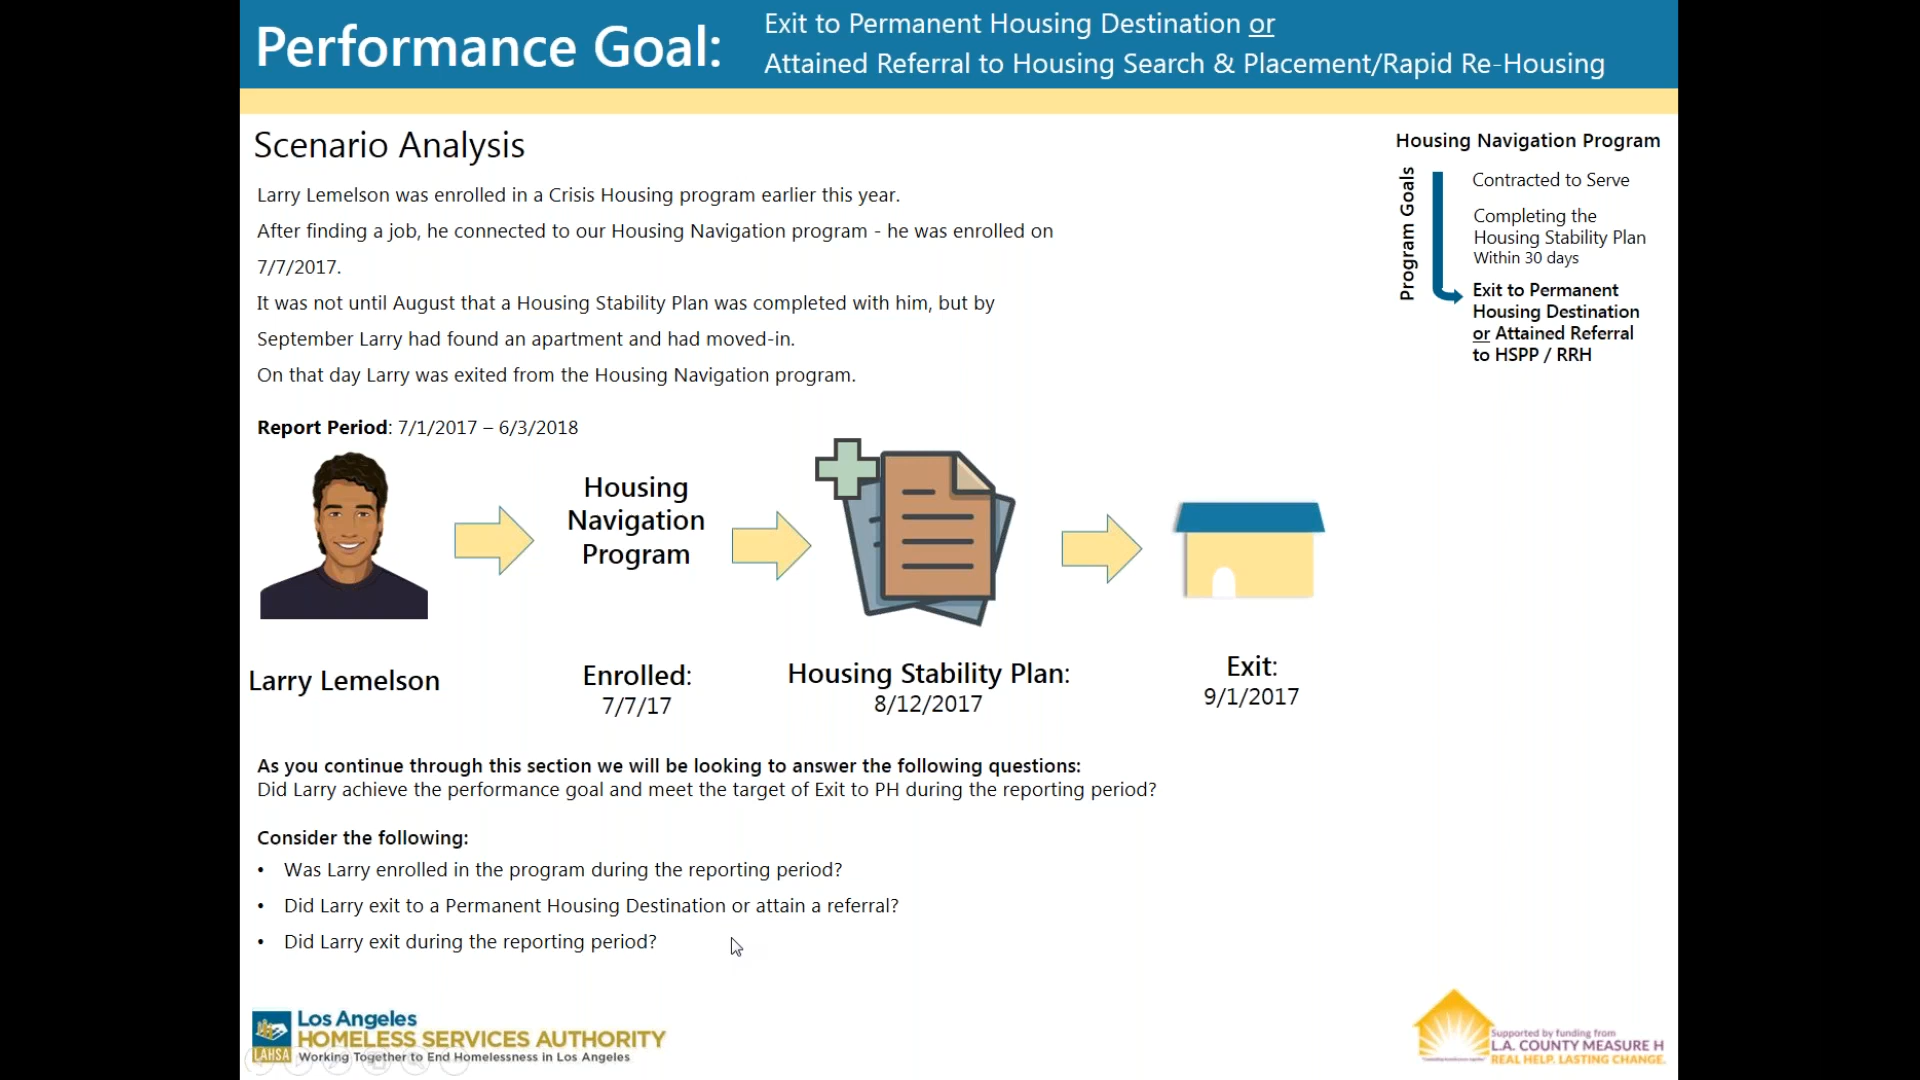 Performance Goal:
Exit to Permanent Housing Destination or
Attained Referral to Housing Search & Placement/Rapid Re-Housing
Scenario Analysis
Larry Lemelson was enrolled in a Crisis Housing program earlier this year.
After finding a job, he connected to our Housing Navigation program - he was enrolled on
7/7/2017.
It was not until August that a Housing Stability Plan was completed with him, but by
September Larry had found an apartment and had moved-in.
On that day Larry was exited from the Housing Navigation program.
Housing Navigation Program
Program Goals
Contracted to Serve
Completing the
Housing Stability Plan
Within 30 days
Exit to Permanent
Housing Destination
or Attained Referral
to HSPP / RRH
Report Period: 7/1/2017 – 6/3/2018
Housing
Navigation
Program
Larry Lemelson
Enrolled:
7/7/17
Housing Stability Plan:
8/12/2017
Exit:
9/1/2017
As you continue through this section we will be looking to answer the following questions:
Did Larry achieve the performance goal and meet the target of Exit to PH during the reporting period?
Consider the following:
• Was Larry enrolled in the program during the reporting period?
• Did Larry exit to a Permanent Housing Destination or attain a referral?
• Did Larry exit during the reporting period?
LAHSA
Los Angeles
HOMELESS SERVICES AUTHORITY
Working Together to End Homelessness in Los Angeles
Supported by funding from
L.A. COUNTY MEASURE H
REAL HELP. LASTING CHANGE.